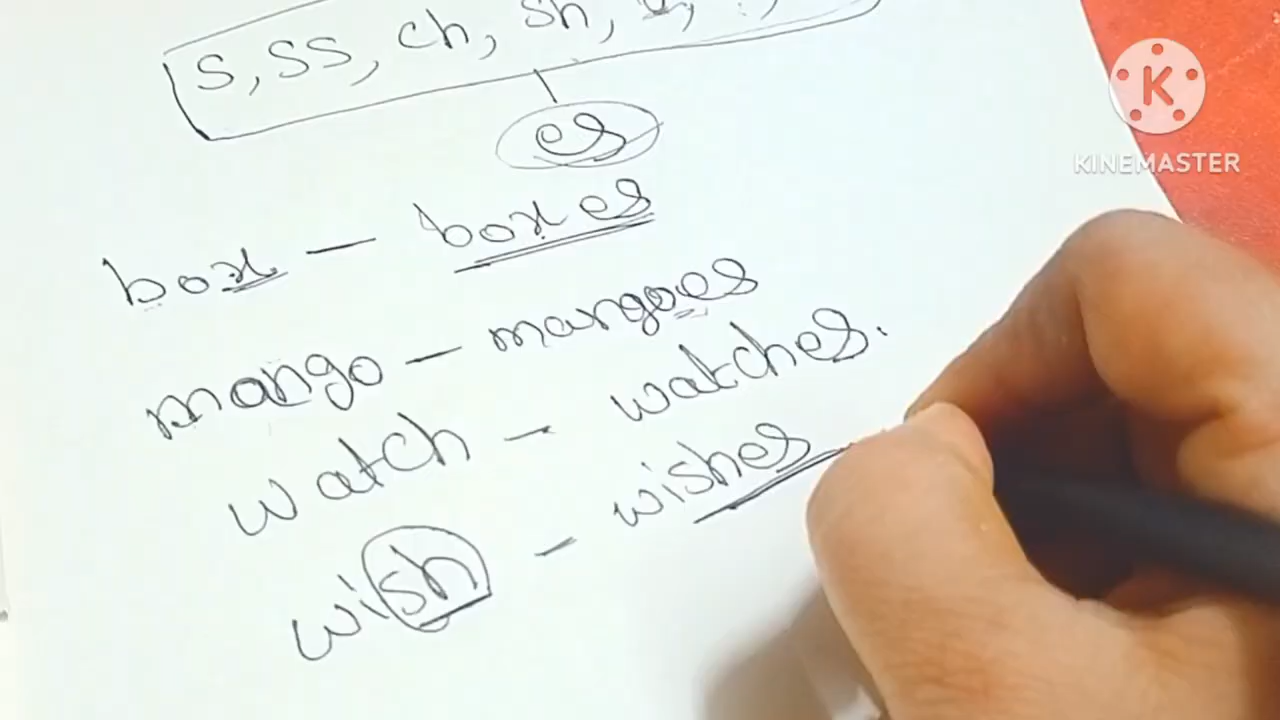 S, SS, ch, sh,
es
box - boxes
mango - mangoes
watch - watches.
wish - wishes
K
KINEMASTER